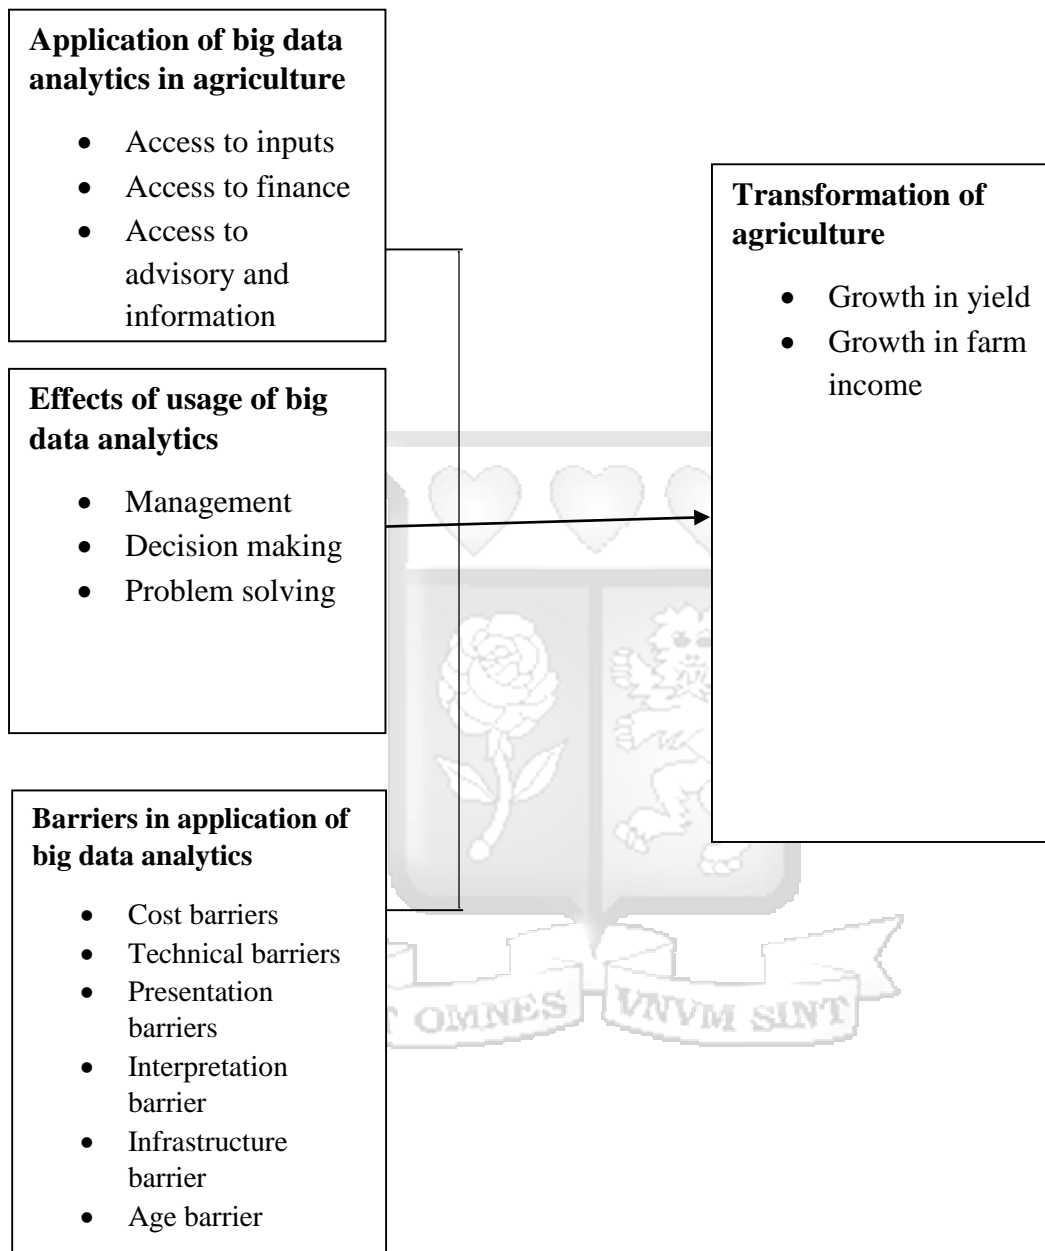 Application of big data
analytics in agriculture
• Access to inputs
• Access to finance
• Access to
advisory and
information
Effects of usage of big
data analytics
• Management
• Decision making
• Problem solving
Barriers in application of
big data analytics
• Cost barriers
• Technical barriers
• Presentation
barriers
• Interpretation
barrier
• Infrastructure
barrier
• Age barrier
Transformation of
agriculture
• Growth in yield
• Growth in farm
income
OMNES VNVM SINT